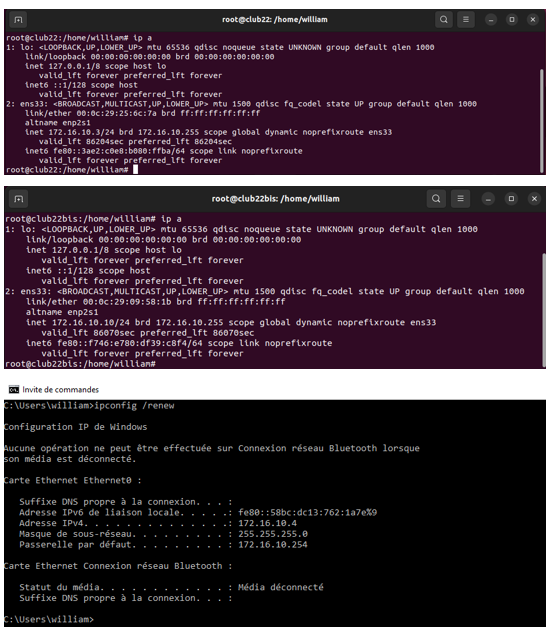 root@club22: /home/william
root@club22:/home/william# ip a
1: lo: <LOOPBACK,UP,LOWER_UP> mtu 65536 qdisc noqueue state UNKNOWN group default qlen 1000
    link/loopback 00:00:00:00:00:00 brd 00:00:00:00:00:00
    inet 127.0.0.1/8 scope host lo
       valid_lft forever preferred_lft forever
    inet6 ::1/128 scope host
       valid_lft forever preferred_lft forever
2: ens33: <BROADCAST,MULTICAST,UP,LOWER_UP> mtu 1500 qdisc fq_codel state UP group default qlen 1000
    link/ether 00:0c:29:25:6c:7a brd ff:ff:ff:ff:ff:ff
    altname enp2s1
    inet 172.16.10.3/24 brd 172.16.10.255 scope global dynamic noprefixroute ens33
       valid_lft 86204sec preferred_lft 86204sec
    inet6 fe80::3ae2:c0e8:b080:ffba/64 scope link noprefixroute
       valid_lft forever preferred_lft forever
root@club22:/home/william#
root@club22bis: /home/william
root@club22bis:/home/william# ip a
1: lo: <LOOPBACK,UP,LOWER_UP> mtu 65536 qdisc noqueue state UNKNOWN group default qlen 1000
    link/loopback 00:00:00:00:00:00 brd 00:00:00:00:00:00
    inet 127.0.0.1/8 scope host lo
       valid_lft forever preferred_lft forever
    inet6 ::1/128 scope host
       valid_lft forever preferred_lft forever
2: ens33: <BROADCAST,MULTICAST,UP,LOWER_UP> mtu 1500 qdisc fq_codel state UP group default qlen 1000
    link/ether 00:0c:29:09:58:1b brd ff:ff:ff:ff:ff:ff
    altname enp2s1
    inet 172.16.10.10/24 brd 172.16.10.255 scope global dynamic noprefixroute ens33
       valid_lft 86070sec preferred_lft 86070sec
    inet6 fe80::f746:e780:df39:c8f4/64 scope link noprefixroute
       valid_lft forever preferred_lft forever
root@club22bis:/home/william#
Invite de commandes
C:\Users\william>ipconfig /renew
Configuration IP de Windows
Aucune opération ne peut être effectuée sur Connexion réseau Bluetooth lorsque
son média est déconnecté.
Carte Ethernet Ethernet0 :
   Suffixe DNS propre à la connexion. . . :
   Adresse IPv6 de liaison locale. . . . .: fe80::58bc:dc13:762:1a7e%9
   Adresse IPv4. . . . . . . . . . . . . .: 172.16.10.4
   Masque de sous-réseau. . . . . . . . . : 255.255.255.0
   Passerelle par défaut. . . . . . . . . : 172.16.10.254
Carte Ethernet Connexion réseau Bluetooth :
   Statut du média. . . . . . . . . . . . : Média déconnecté
   Suffixe DNS propre à la connexion. . . :
C:\Users\william>